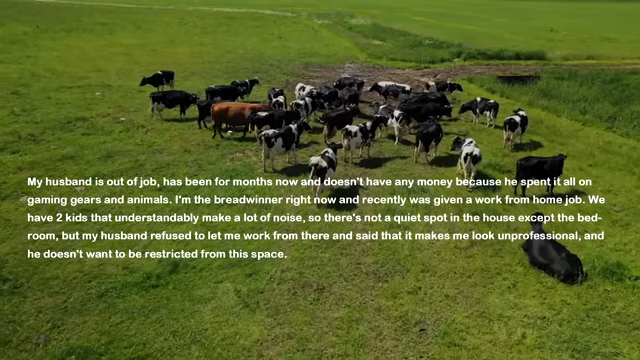 My husband is out of job, has been for months now and doesn't have any money because he spent it all on
gaming gears and animals. I'm the breadwinner right now and recently was given a work from home job. We
have 2 kids that understandably make a lot of noise, so there's not a quiet spot in the house except the bed-
room, but my husband refused to let me work from there and said that it makes me look unprofessional, and
he doesn't want to be restricted from this space.